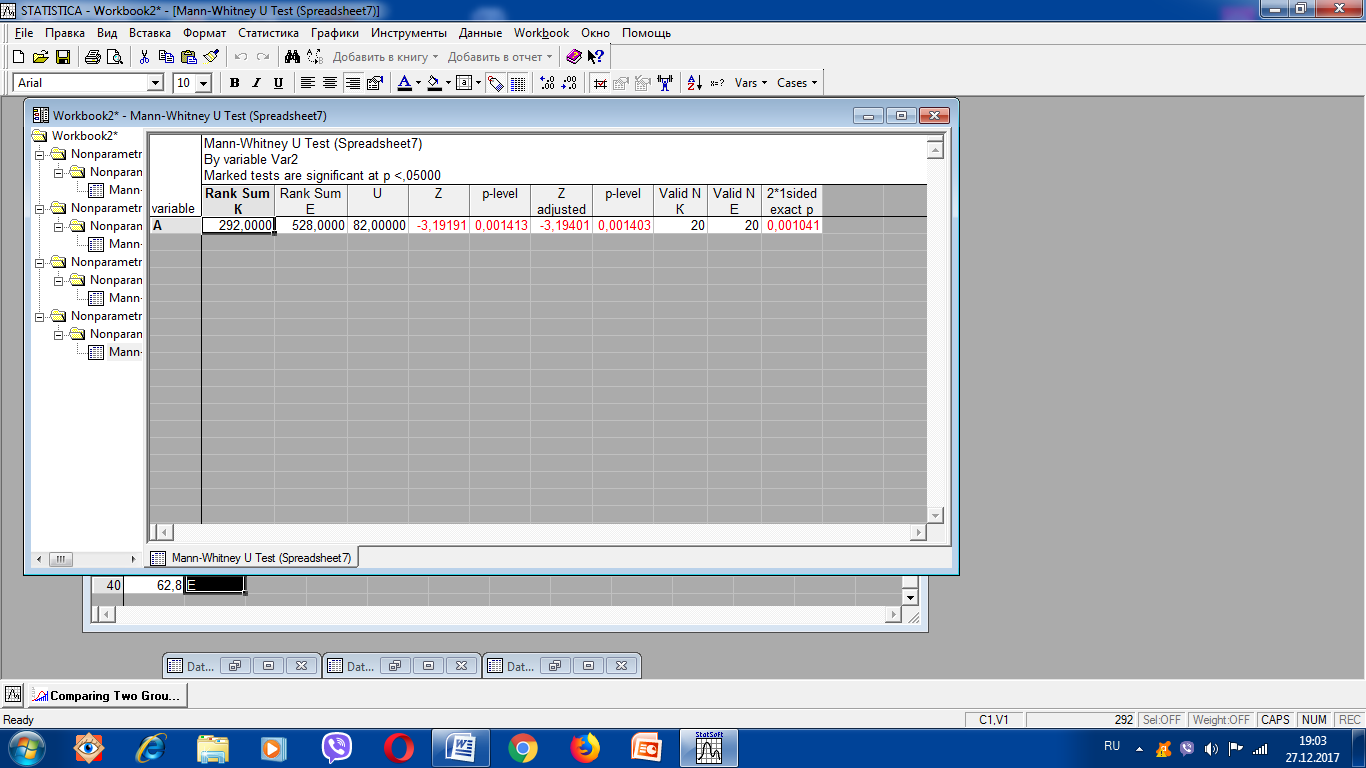 STATISTICA - Workbook2* - [Mann-Whitney U Test (Spreadsheet7)]
File Правка Вид Вставка Формат Статистика Графики Инструменты Данные Workbook Окно Помощь
Добавить в книгу Добавить в отчет
Arial 10 B I U Vars Cases
Workbook2* - Mann-Whitney U Test (Spreadsheet7)
Workbook2*
Nonparametr
Nonparan
Mann-
Nonparametr
Nonparan
Mann-
Nonparametr
Nonparan
Mann-
Nonparametr
Nonparan
Mann-
Mann-Whitney U Test (Spreadsheet7)
By variable Var2
Marked tests are significant at p <,05000
Rank Sum Rank Sum U Z p-level Z p-level Valid N Valid N 2*1sided
variable K E adjusted K E exact p
A 292,0000 528,0000 82,00000 -3,19191 0,001413 -3,19401 0,001403 20 20 0,001041
Mann-Whitney U Test (Spreadsheet7)
40 62,8 E
Dat... Dat... Dat...
Comparing Two Grou...
Ready C1,V1 292 Sel:OFF Weight:OFF CAPS NUM REC
StatSoft
RU 19:03
27.12.2017